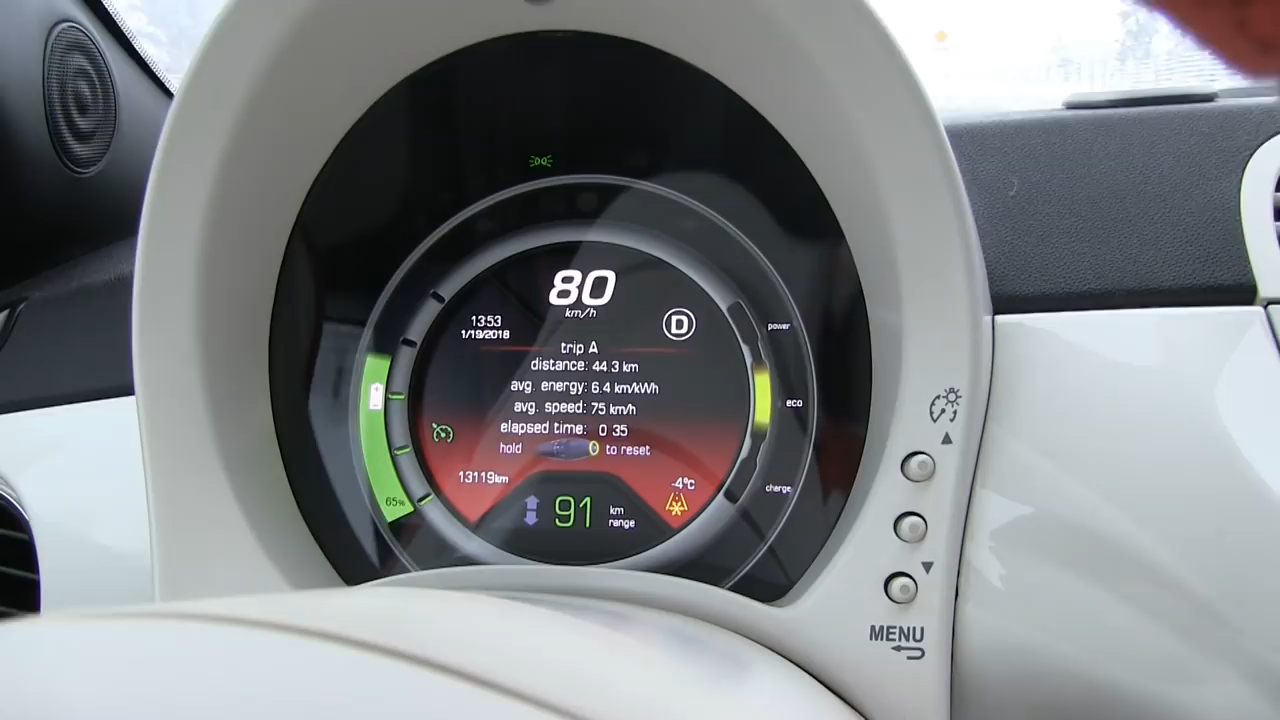 80
km/h
13:53
1/19/2018
D
power
trip A
distance: 44.3 km
avg. energy: 6.4 km/kWh
eco
avg. speed: 75 km/h
elapsed time: 0 35
hold to reset
13119km
-4°C
charge
65%
91 km range
MENU